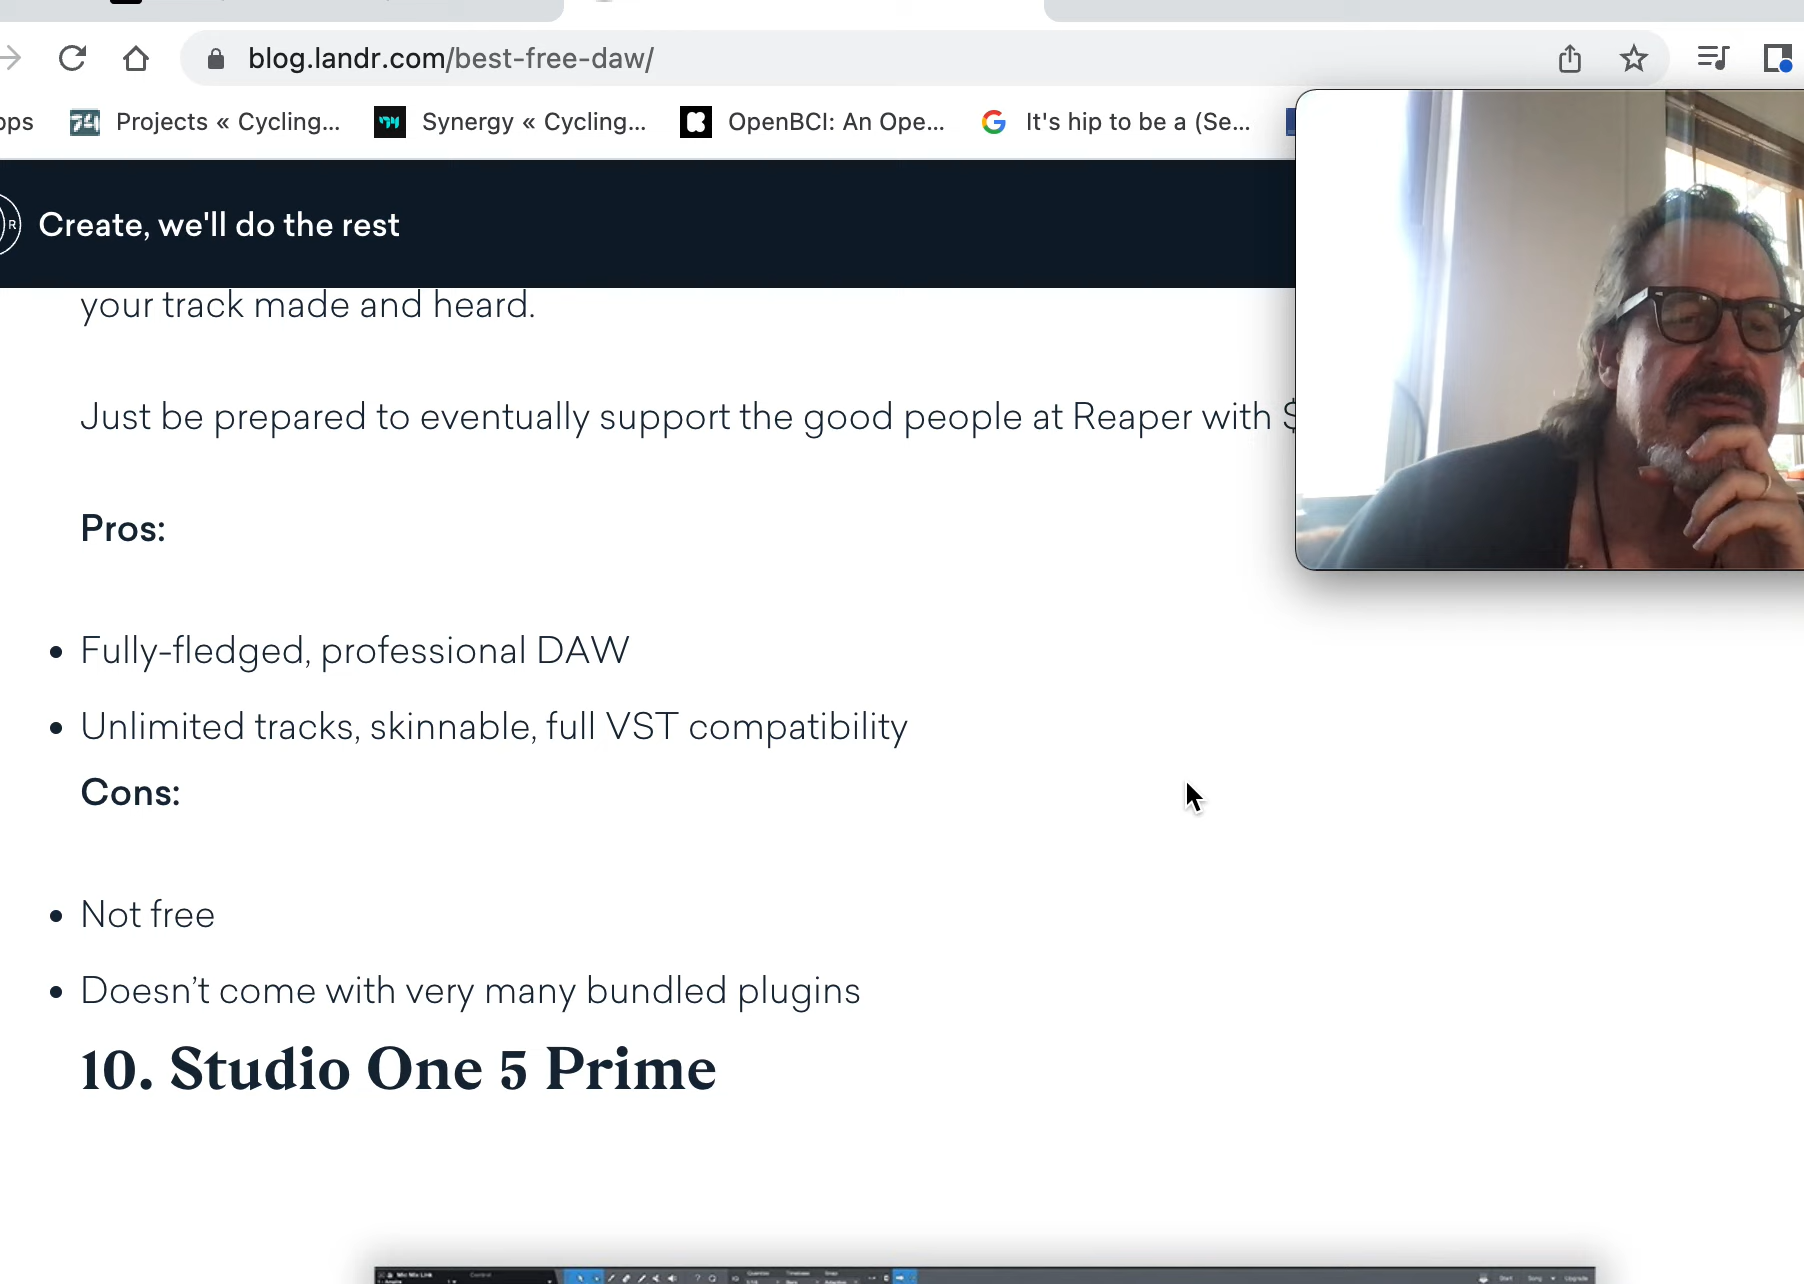 blog.landr.com/best-free-daw/
ops Projects « Cycling... Synergy « Cycling... OpenBCI: An Ope... It's hip to be a (Se...
R Create, we'll do the rest
your track made and heard.
Just be prepared to eventually support the good people at Reaper with $
Pros:
• Fully-fledged, professional DAW
• Unlimited tracks, skinnable, full VST compatibility
Cons:
• Not free
• Doesn’t come with very many bundled plugins
10. Studio One 5 Prime